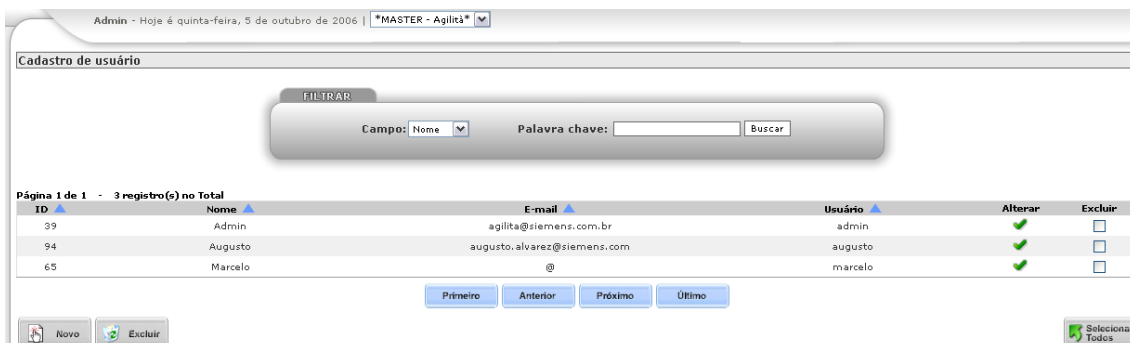 Admin - Hoje é quinta-feira, 5 de outubro de 2006 | *MASTER - Agilità*
Cadastro de usuário
FILTRAR
Campo: Nome Palavra chave: Buscar
Página 1 de 1 - 3 registro(s) no Total
ID Nome E-mail Usuário Alterar Excluir
39 Admin agilita@siemens.com.br admin
94 Augusto augusto.alvarez@siemens.com augusto
65 Marcelo @ marcelo
Primeiro Anterior Próximo Último
Novo Excluir Seleciona
Todos